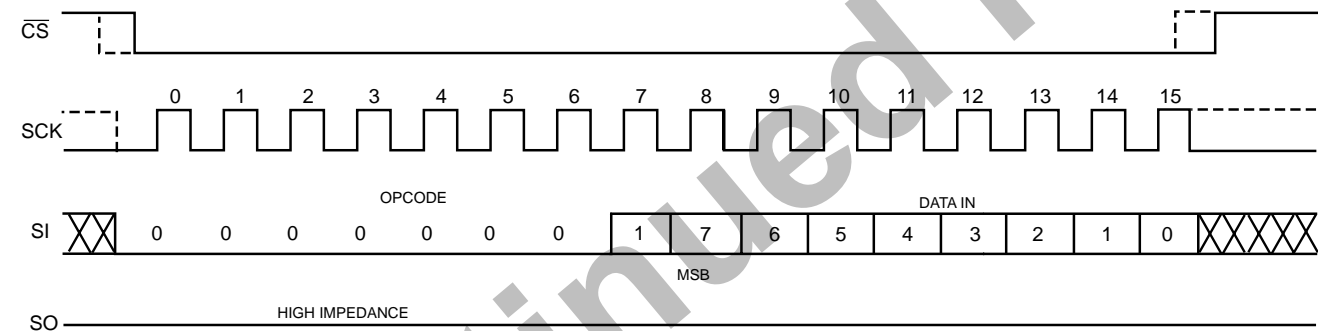 CS
0 1 2 3 4 5 6 7 8 9 10 11 12 13 14 15
SCK
OPCODE DATA IN
SI 0 0 0 0 0 0 0 1 7 6 5 4 3 2 1 0
MSB
HIGH IMPEDANCE
SO